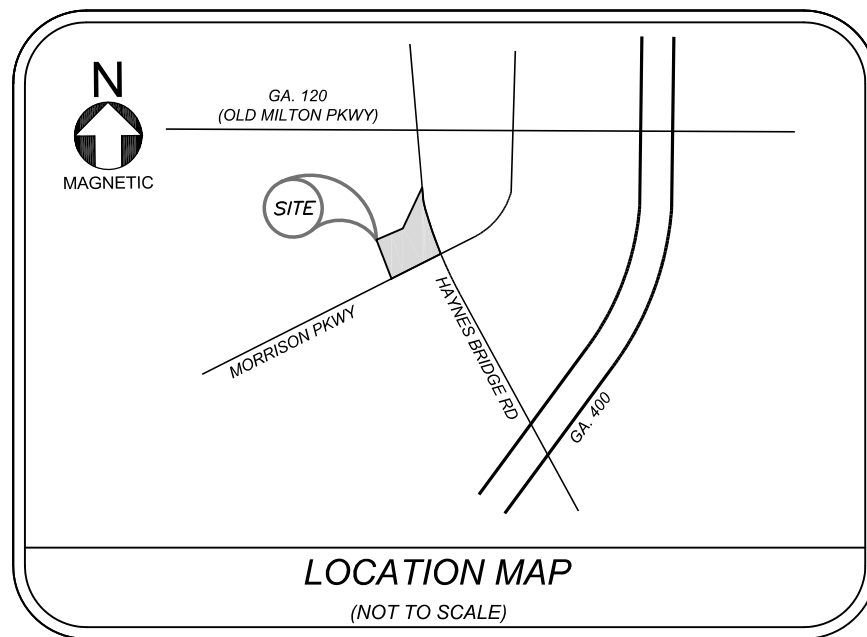 N
MAGNETIC
GA. 120
(OLD MILTON PKWY)
SITE
MORRISON PKWY
HAYNES BRIDGE RD
GA. 400
LOCATION MAP
(NOT TO SCALE)